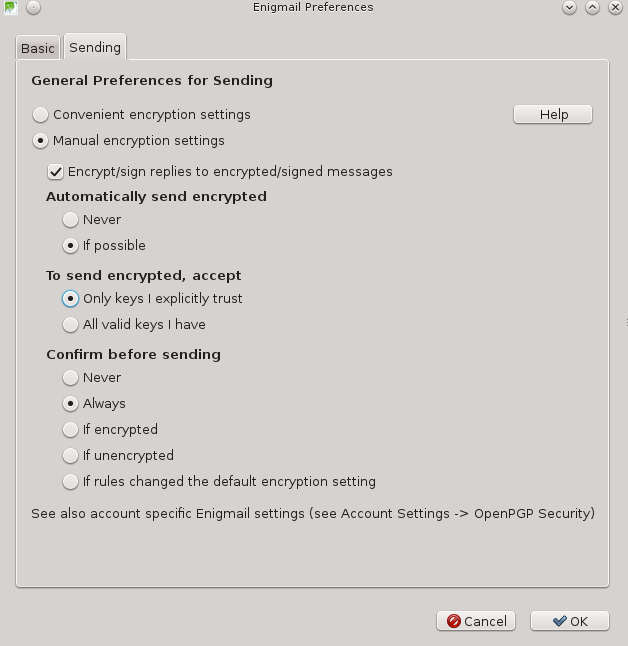 Enigmail Preferences
Basic
Sending
General Preferences for Sending
Convenient encryption settings
Help
Manual encryption settings
Encrypt/sign replies to encrypted/signed messages
Automatically send encrypted
Never
If possible
To send encrypted, accept
Only keys I explicitly trust
All valid keys I have
Confirm before sending
Never
Always
If encrypted
If unencrypted
If rules changed the default encryption setting
See also account specific Enigmail settings (see Account Settings -> OpenPGP Security)
Cancel
OK